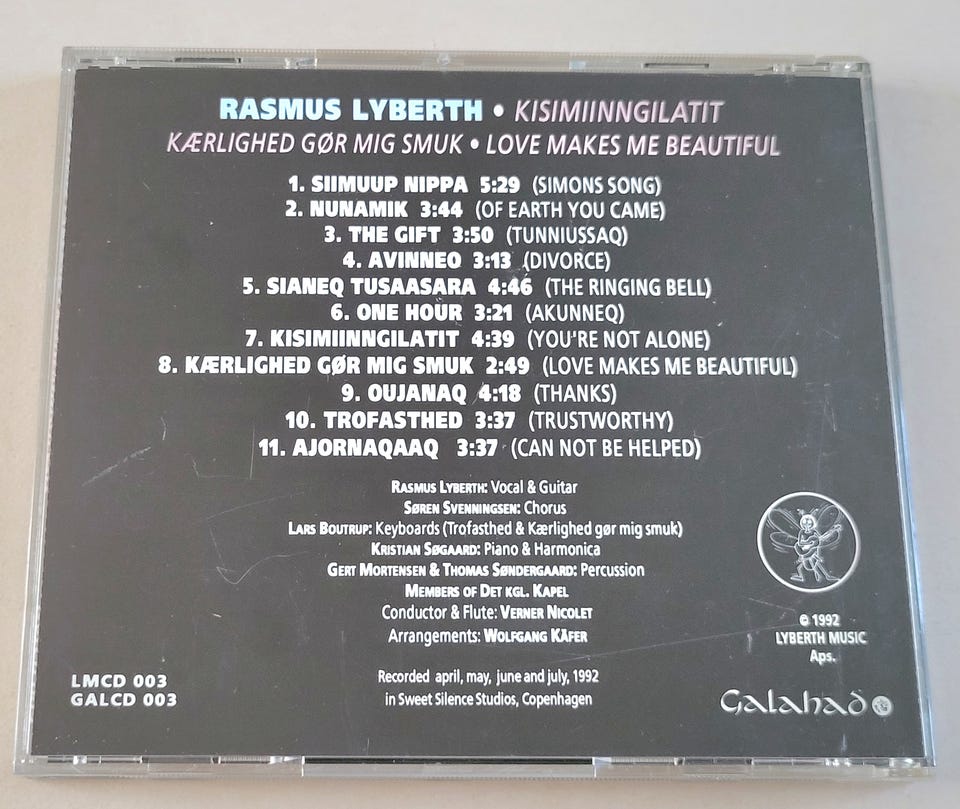 RASMUS LYBERTH • KISIMIINNGILATIT
KÆRLIGHED GØR MIG SMUK • LOVE MAKES ME BEAUTIFUL
1. SIIMUUP NIPPA 5:29 (SIMONS SONG)
2. NUNAMIK 3:44 (OF EARTH YOU CAME)
3. THE GIFT 3:50 (TUNNIUSSAQ)
4. AVINNEQ 3:13 (DIVORCE)
5. SIANEQ TUSAASARA 4:46 (THE RINGING BELL)
6. ONE HOUR 3:21 (AKUNNEQ)
7. KISIMIINNGILATIT 4:39 (YOU'RE NOT ALONE)
8. KÆRLIGHED GØR MIG SMUK 2:49 (LOVE MAKES ME BEAUTIFUL)
9. OUJANAQ 4:18 (THANKS)
10. TROFASTHED 3:37 (TRUSTWORTHY)
11. AJORNAQAAQ 3:37 (CAN NOT BE HELPED)
RASMUS LYBERTH: Vocal & Guitar
SØREN SVENNINGSEN: Chorus
LARS BOUTRUP: Keyboards (Trofasthed & Kærlighed gør mig smuk)
KRISTIAN SØGAARD: Piano & Harmonica
GERT MORTENSEN & THOMAS SØNDERGAARD: Percussion
MEMBERS OF DET KGL. KAPEL
Conductor & Flute: VERNER NICOLET
Arrangements: WOLFGANG KÄFER
© 1992
LYBERTH MUSIC
Aps.
Recorded april, may, june and july, 1992
in Sweet Silence Studios, Copenhagen
LMCD 003
GALCD 003
Galahad